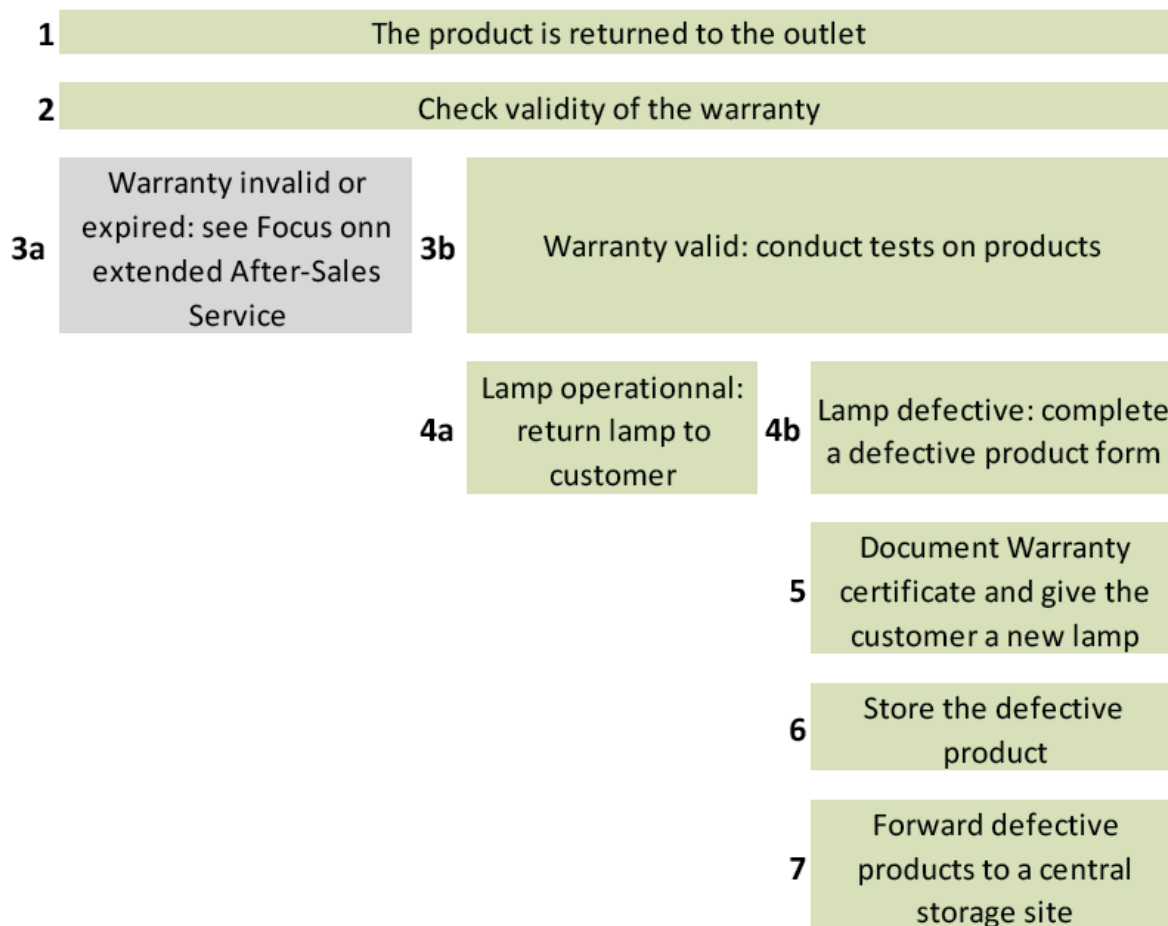 1 The product is returned to the outlet
2 Check validity of the warranty
3a
Warranty invalid or
expired: see Focus onn
extended After-Sales
Service
3b Warranty valid: conduct tests on products
4a
Lamp operationnal:
return lamp to
customer
4b
Lamp defective: complete
a defective product form
5
Document Warranty
certificate and give the
customer a new lamp
6
Store the defective
product
7
Forward defective
products to a central
storage site